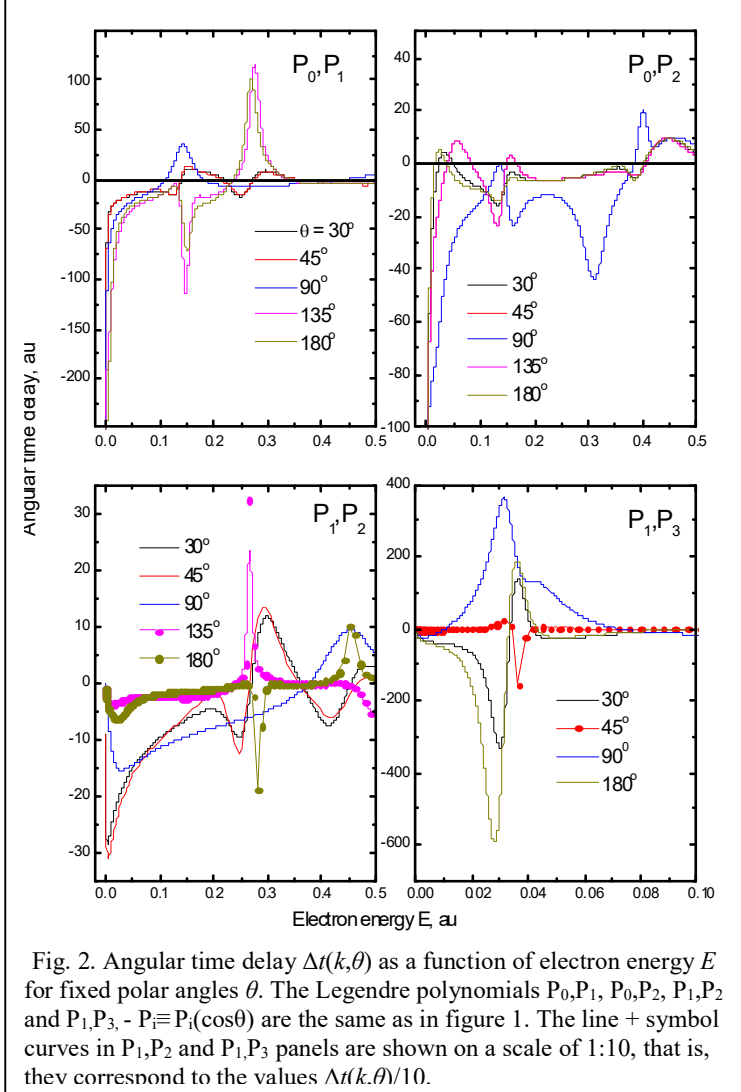 P0,P1
P0,P2
100
50
0
-50
-100
-150
-200
θ = 30°
45°
90°
135°
180°
0.0 0.1 0.2 0.3 0.4 0.5
40
20
0
-20
-40
-60
-80
-100
30°
45°
90°
135°
180°
0.0 0.1 0.2 0.3 0.4 0.5
Angular time delay, au
P1,P2
P1,P3
30
20
10
0
-10
-20
-30
30°
45°
90°
135°
180°
0.0 0.1 0.2 0.3 0.4 0.5
400
200
0
-200
-400
-600
30°
45°
90°
180°
0.00 0.02 0.04 0.06 0.08 0.10
Electron energy E, au
Fig. 2. Angular time delay Δt(k,θ) as a function of electron energy E
for fixed polar angles θ. The Legendre polynomials P0,P1, P0,P2, P1,P2
and P1,P3, - Pi≡Pi(cosθ) are the same as in figure 1. The line + symbol
curves in P1,P2 and P1,P3 panels are shown on a scale of 1:10, that is,
they correspond to the values Δt(k,θ)/10.